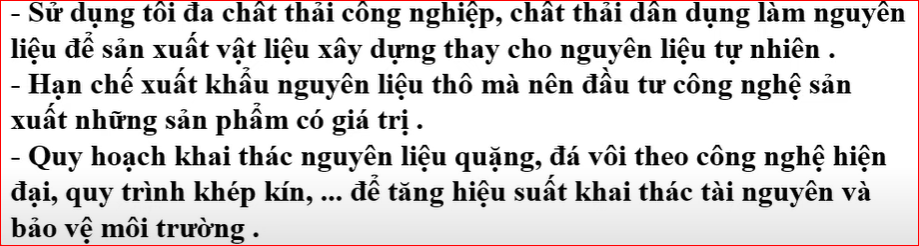 - Sử dụng tối đa chất thải công nghiệp, chất thải dân dụng làm nguyên
liệu để sản xuất vật liệu xây dựng thay cho nguyên liệu tự nhiên .
- Hạn chế xuất khẩu nguyên liệu thô mà nên đầu tư công nghệ sản
xuất những sản phẩm có giá trị .
- Quy hoạch khai thác nguyên liệu quặng, đá vôi theo công nghệ hiện
đại, quy trình khép kín, ... để tăng hiệu suất khai thác tài nguyên và
bảo vệ môi trường .